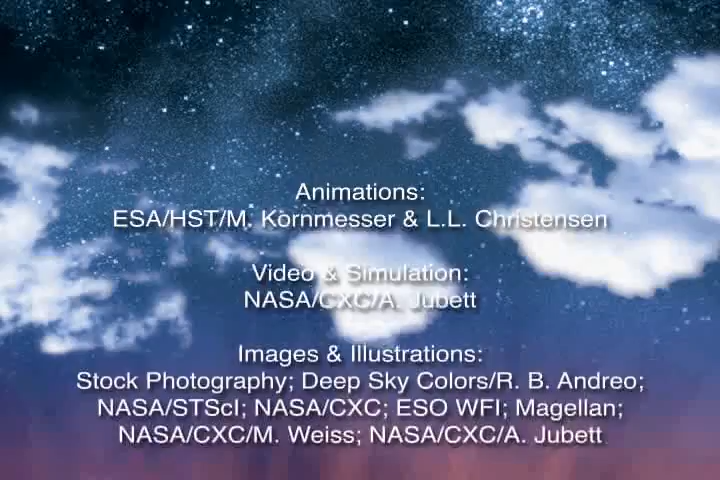 Animations:
ESA/HST/M. Kornmesser & L.L. Christensen
Video & Simulation:
NASA/CXC/A. Jubett
Images & Illustrations:
Stock Photography; Deep Sky Colors/R. B. Andreo;
NASA/STScI; NASA/CXC; ESO WFI; Magellan;
NASA/CXC/M. Weiss; NASA/CXC/A. Jubett